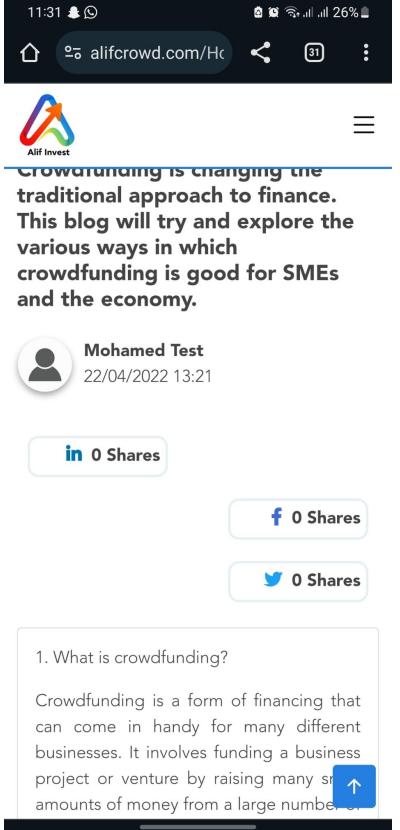 11:31
26%
alifcrowd.com/Hc
31
Alif Invest
Crowdfunding is changing the
traditional approach to finance.
This blog will try and explore the
various ways in which
crowdfunding is good for SMEs
and the economy.
Mohamed Test
22/04/2022 13:21
in 0 Shares
f 0 Shares
0 Shares
1. What is crowdfunding?
Crowdfunding is a form of financing that
can come in handy for many different
businesses. It involves funding a business
project or venture by raising many
amounts of money from a large